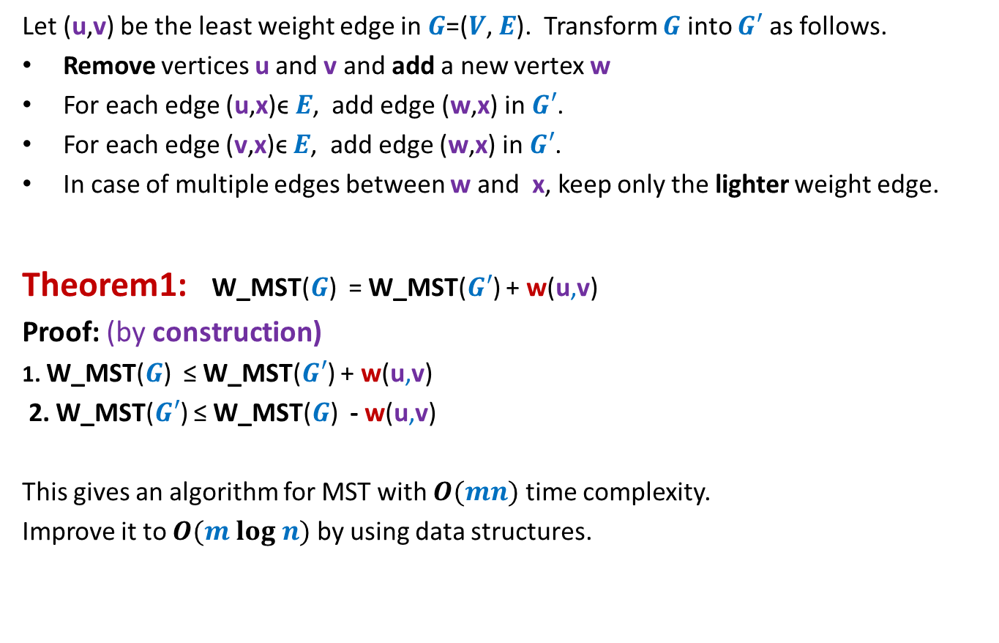 Let (u,v) be the least weight edge in G=(V, E). Transform G into G′ as follows.
• Remove vertices u and v and add a new vertex w
• For each edge (u,x)ϵ E, add edge (w,x) in G′.
• For each edge (v,x)ϵ E, add edge (w,x) in G′.
• In case of multiple edges between w and x, keep only the lighter weight edge.
Theorem1: W_MST(G) = W_MST(G′) + w(u,v)
Proof: (by construction)
1. W_MST(G) ≤ W_MST(G′) + w(u,v)
2. W_MST(G′) ≤ W_MST(G) - w(u,v)
This gives an algorithm for MST with O(mn) time complexity.
Improve it to O(m log n) by using data structures.